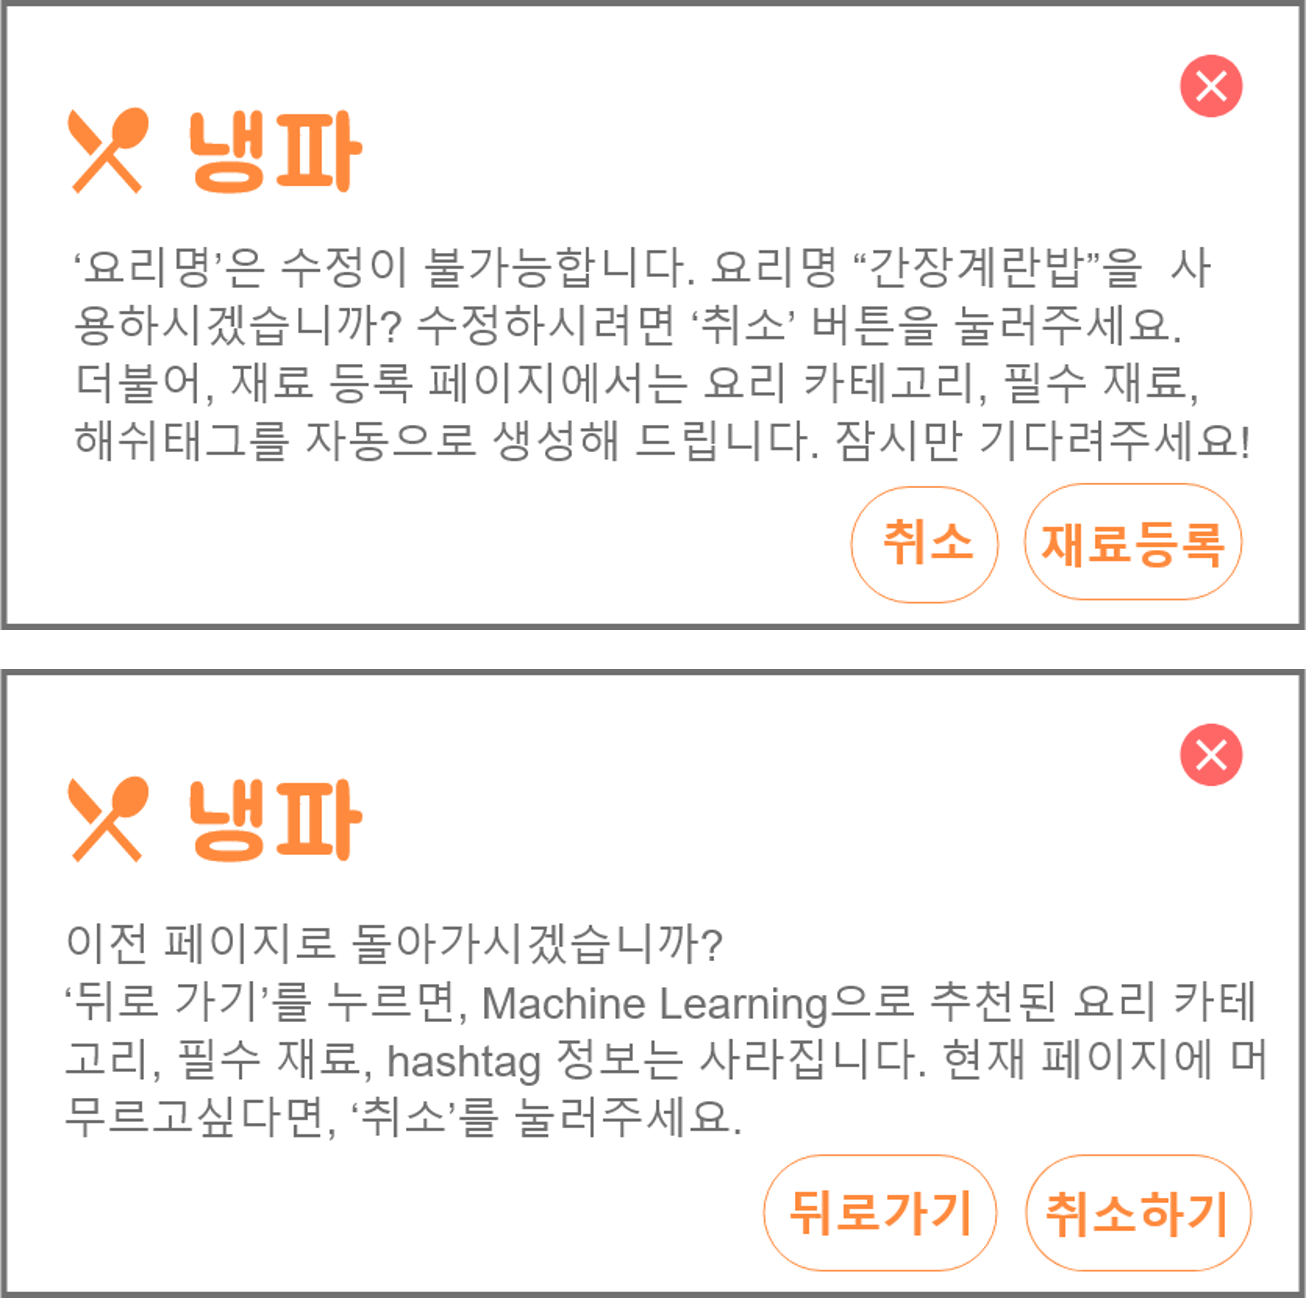 냉파
‘요리명’은 수정이 불가능합니다. 요리명 “간장계란밥”을 사
용하시겠습니까? 수정하시려면 ‘취소’ 버튼을 눌러주세요.
더불어, 재료 등록 페이지에서는 요리 카테고리, 필수 재료,
해쉬태그를 자동으로 생성해 드립니다. 잠시만 기다려주세요!
취소 재료등록
냉파
이전 페이지로 돌아가시겠습니까?
‘뒤로 가기’를 누르면, Machine Learning으로 추천된 요리 카테
고리, 필수 재료, hashtag 정보는 사라집니다. 현재 페이지에 머
무르고싶다면, ‘취소’를 눌러주세요.
뒤로가기 취소하기